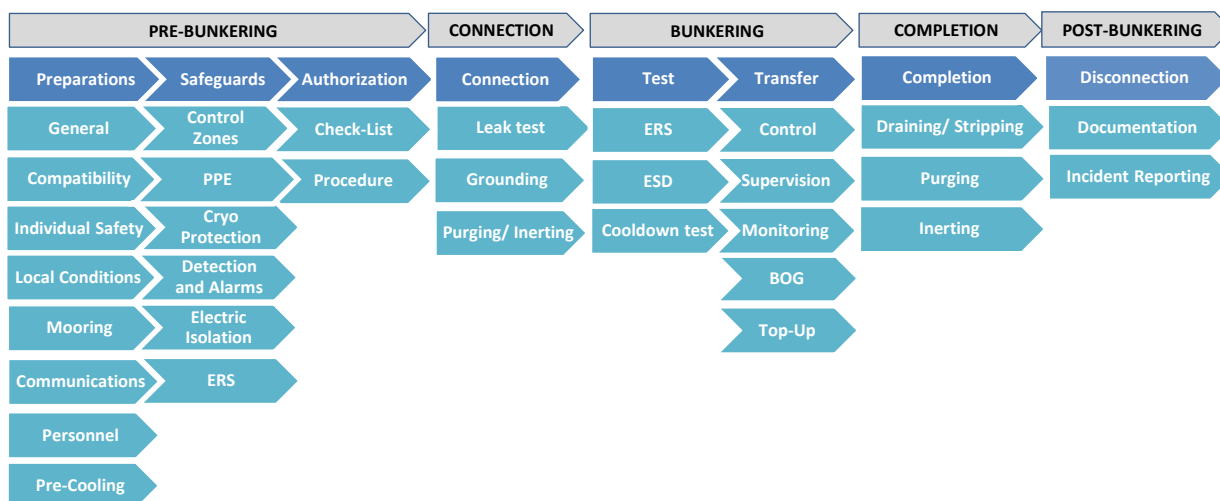 PRE-BUNKERING
CONNECTION
BUNKERING
COMPLETION
POST-BUNKERING
Preparations
Safeguards
Authorization
Connection
Test
Transfer
Completion
Disconnection
General
Control
Zones
Check-List
Leak test
ERS
Control
Draining/ Stripping
Documentation
Compatibility
PPE
Procedure
Grounding
ESD
Supervision
Purging
Incident Reporting
Individual Safety
Cryo
Protection
Purging/ Inerting
Cooldown test
Monitoring
Inerting
Local Conditions
Detection
and Alarms
BOG
Mooring
Electric
Isolation
Top-Up
Communications
ERS
Personnel
Pre-Cooling